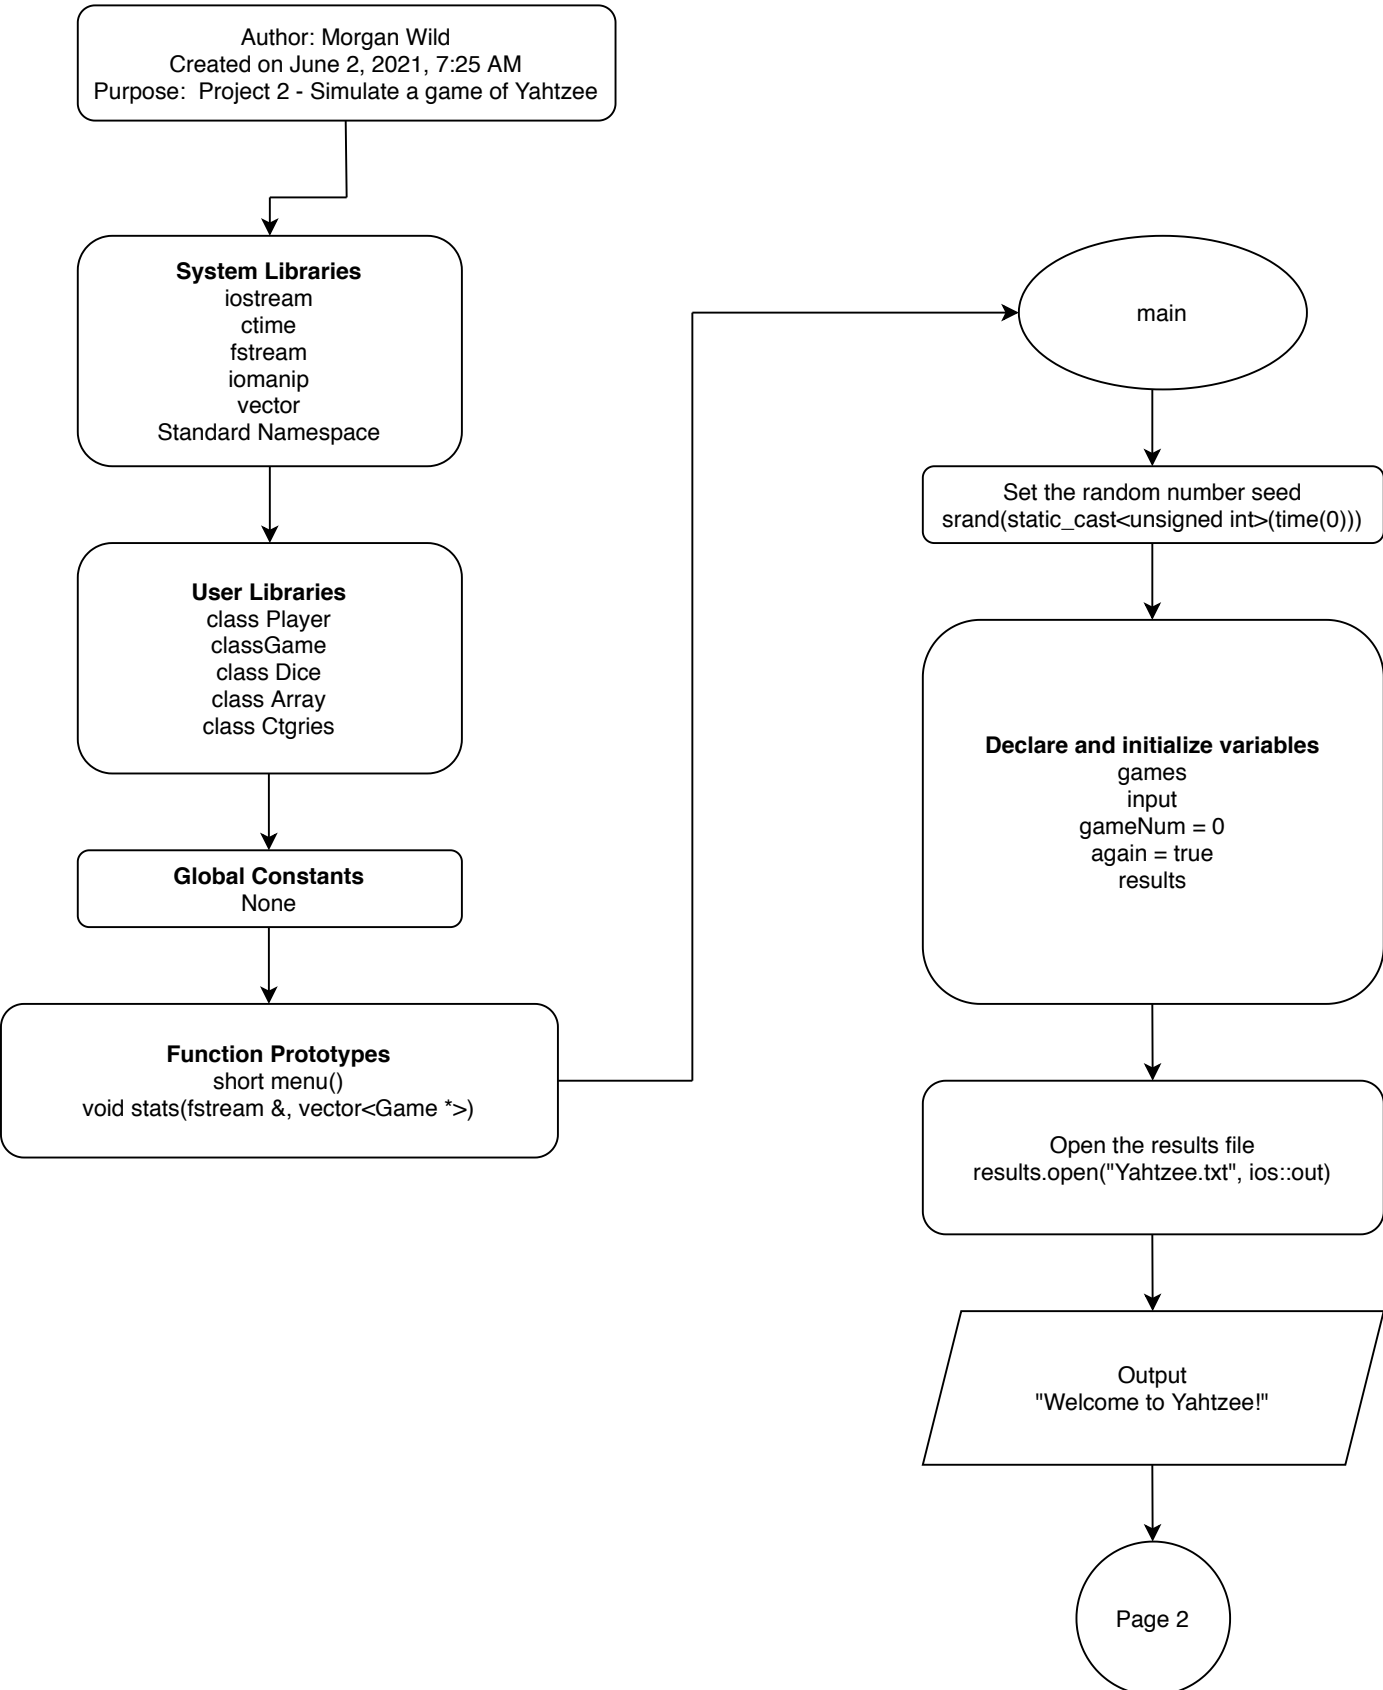 Author: Morgan Wild
Created on June 2, 2021, 7:25 AM
Purpose:  Project 2 - Simulate a game of Yahtzee
System Libraries
iostream
ctime
fstream
iomanip
vector
Standard Namespace
User Libraries
class Player
classGame
class Dice
class Array
class Ctgries
Global Constants
None
Function Prototypes
short menu()
void stats(fstream &, vector<Game *>)
main
Set the random number seed
srand(static_cast<unsigned int>(time(0)))
Declare and initialize variables
games
input
gameNum = 0
again = true
results
Open the results file
results.open("Yahtzee.txt", ios::out)
Output
"Welcome to Yahtzee!"
Page 2